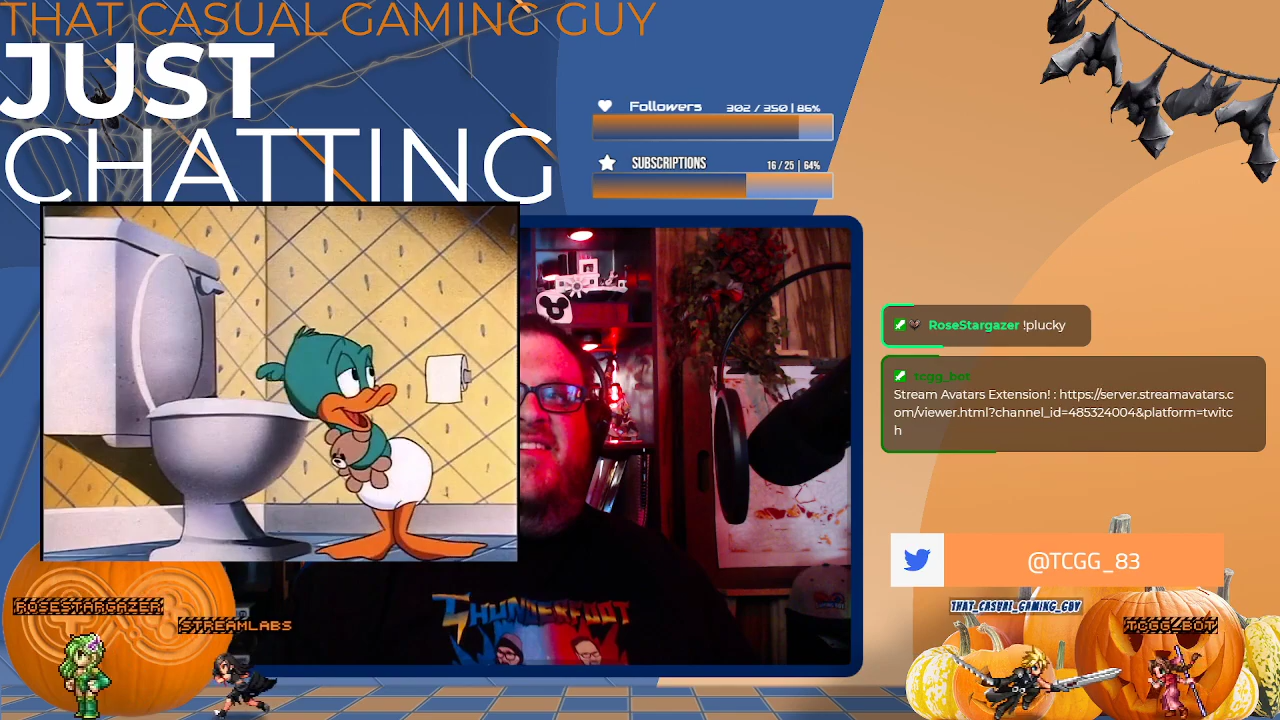 THAT CASUAL GAMING GUY
JUST
CHATTING
Followers 302 / 350 | 86%
SUBSCRIPTIONS 16 / 25 | 64%
RoseStargazer !plucky
tcgg_bot
Stream Avatars Extension! : https://server.streamavatars.c
om/viewer.html?channel_id=485324004&platform=twitc
h
@TCGG_83
ROSESTARGAZER
STREAMLABS
THUNDERFOOT
THAT_CASUAL_GAMING_GUY
TCGG_BOT